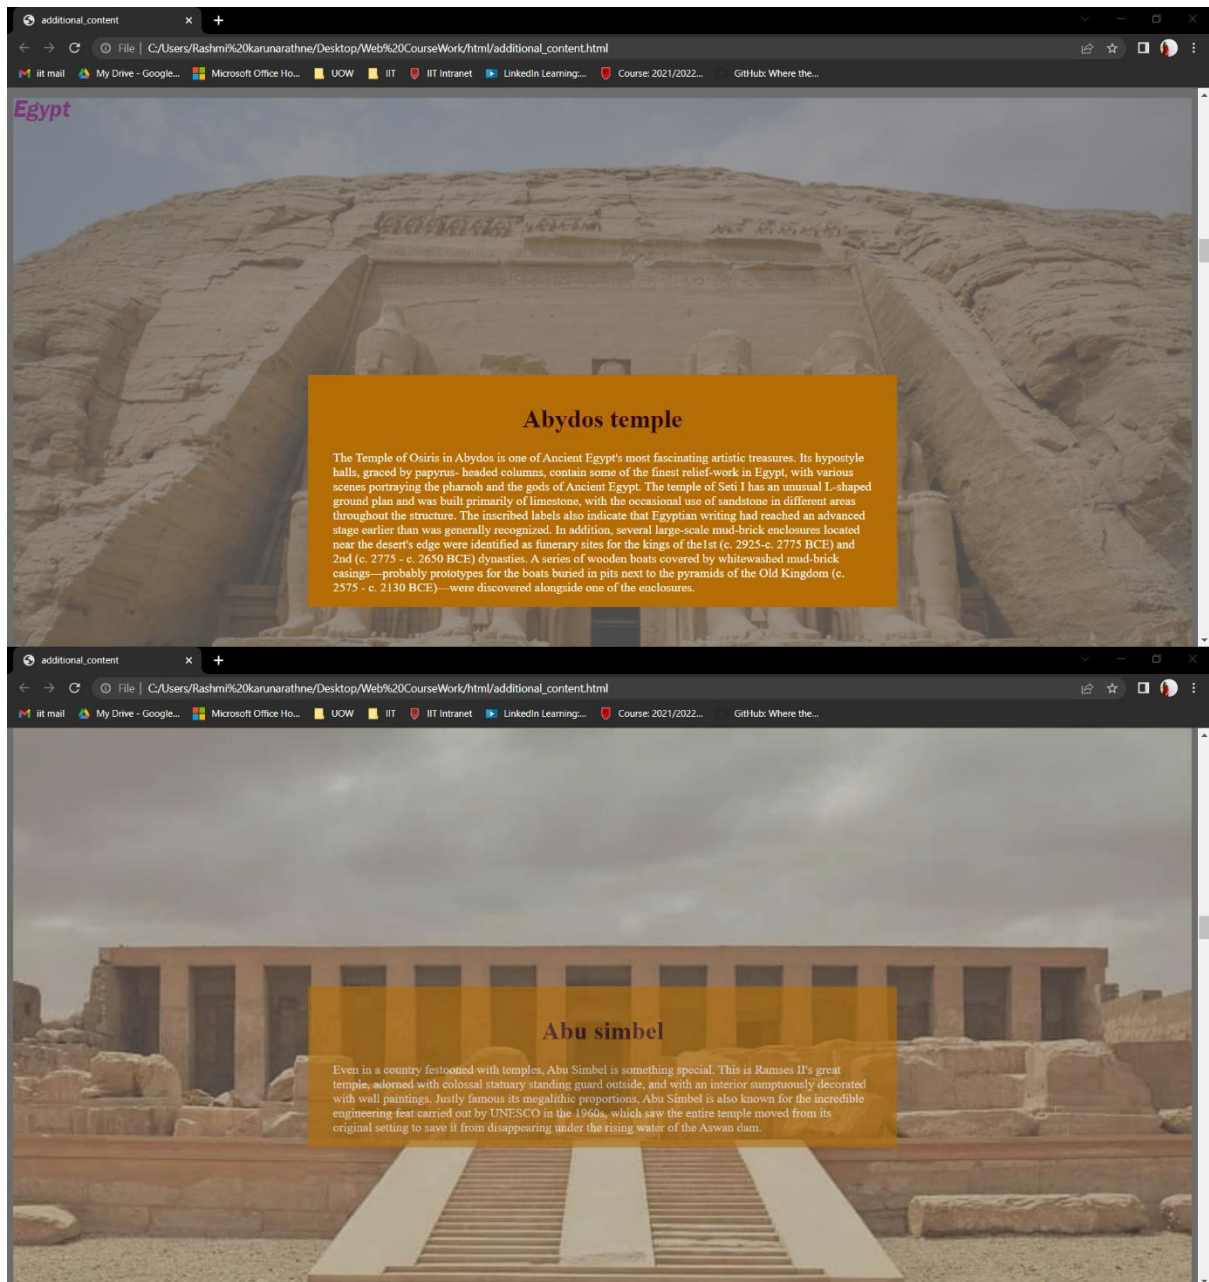 additional_content
File | C:/Users/Rashmi%20karunarathne/Desktop/Web%20CourseWork/html/additional_content.html
iit mail My Drive - Google... Microsoft Office Ho... UOW IIT IIT Intranet LinkedIn Learning:... Course: 2021/2022... GitHub: Where the...
Egypt
Abydos temple
The Temple of Osiris in Abydos is one of Ancient Egypt's most fascinating artistic treasures. Its hypostyle
halls, graced by papyrus- headed columns, contain some of the finest relief-work in Egypt, with various
scenes portraying the pharaoh and the gods of Ancient Egypt. The temple of Seti I has an unusual L-shaped
ground plan and was built primarily of limestone, with the occasional use of sandstone in different areas
throughout the structure. The inscribed labels also indicate that Egyptian writing had reached an advanced
stage earlier than was generally recognized. In addition, several large-scale mud-brick enclosures located
near the desert's edge were identified as funerary sites for the kings of the1st (c. 2925-c. 2775 BCE) and
2nd (c. 2775 - c. 2650 BCE) dynasties. A series of wooden boats covered by whitewashed mud-brick
casings—probably prototypes for the boats buried in pits next to the pyramids of the Old Kingdom (c.
2575 - c. 2130 BCE)—were discovered alongside one of the enclosures.
additional_content
File | C:/Users/Rashmi%20karunarathne/Desktop/Web%20CourseWork/html/additional_content.html
iit mail My Drive - Google... Microsoft Office Ho... UOW IIT IIT Intranet LinkedIn Learning:... Course: 2021/2022... GitHub: Where the...
Abu simbel
Even in a country festooned with temples, Abu Simbel is something special. This is Ramses II's great
temple, adorned with colossal statuary standing guard outside, and with an interior sumptuously decorated
with wall paintings. Justly famous its megalithic proportions, Abu Simbel is also known for the incredible
engineering feat carried out by UNESCO in the 1960s, which saw the entire temple moved from its
original setting to save it from disappearing under the rising water of the Aswan dam.